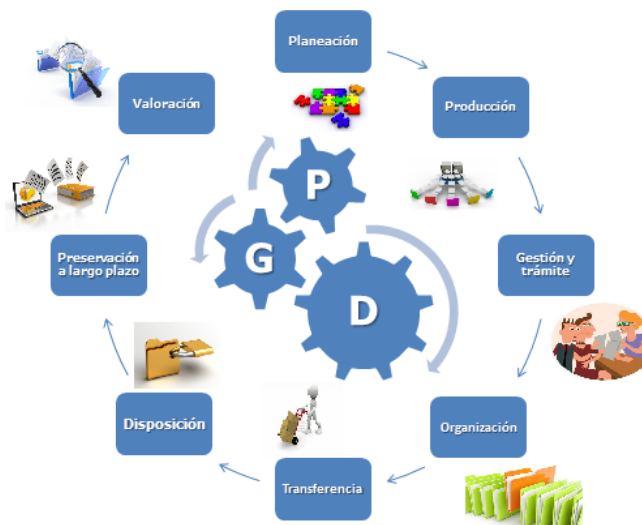 Planeación
Producción
Gestión y
trámite
Organización
Transferencia
Disposición
Preservación
a largo plazo
Valoración
P
G
D